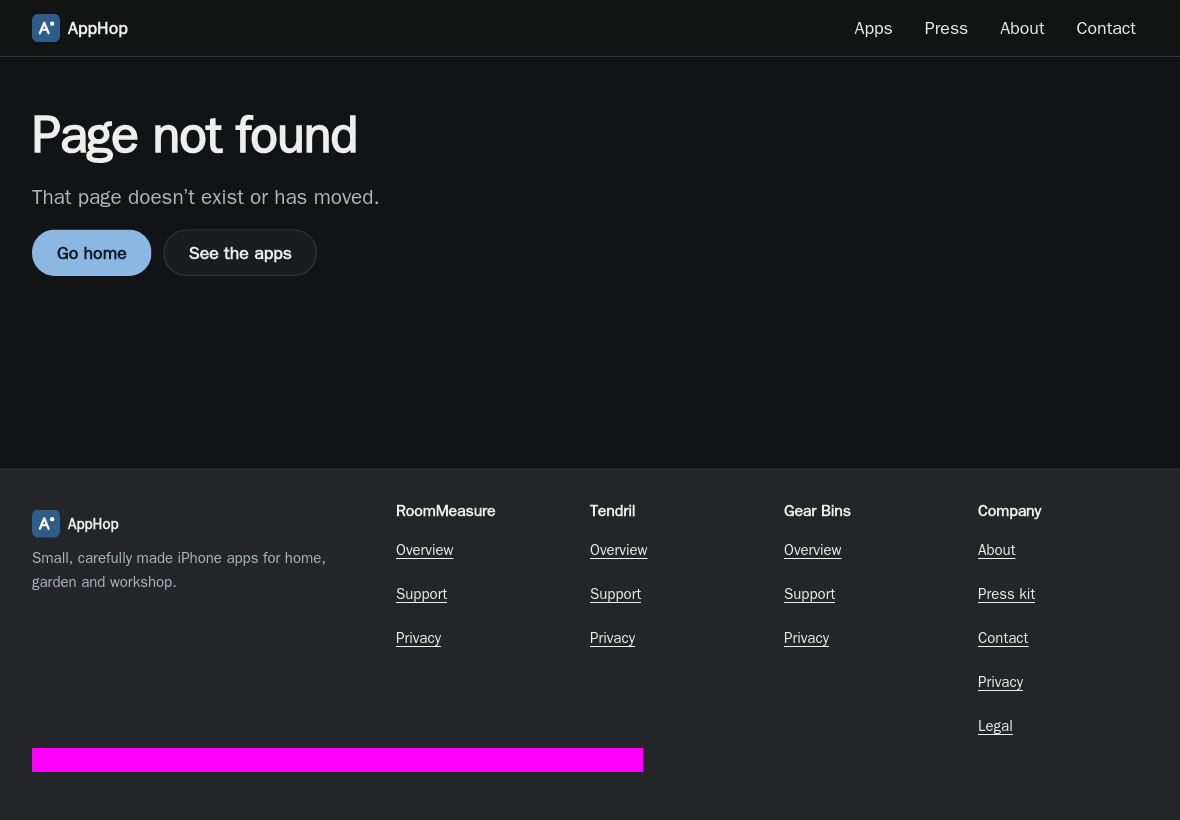 AppHop
Apps
Press
About
Contact
Page not found
That page doesn’t exist or has moved.
Go home
See the apps
AppHop
Small, carefully made iPhone apps for home,
garden and workshop.
RoomMeasure
Overview
Support
Privacy
Tendril
Overview
Support
Privacy
Gear Bins
Overview
Support
Privacy
Company
About
Press kit
Contact
Privacy
Legal